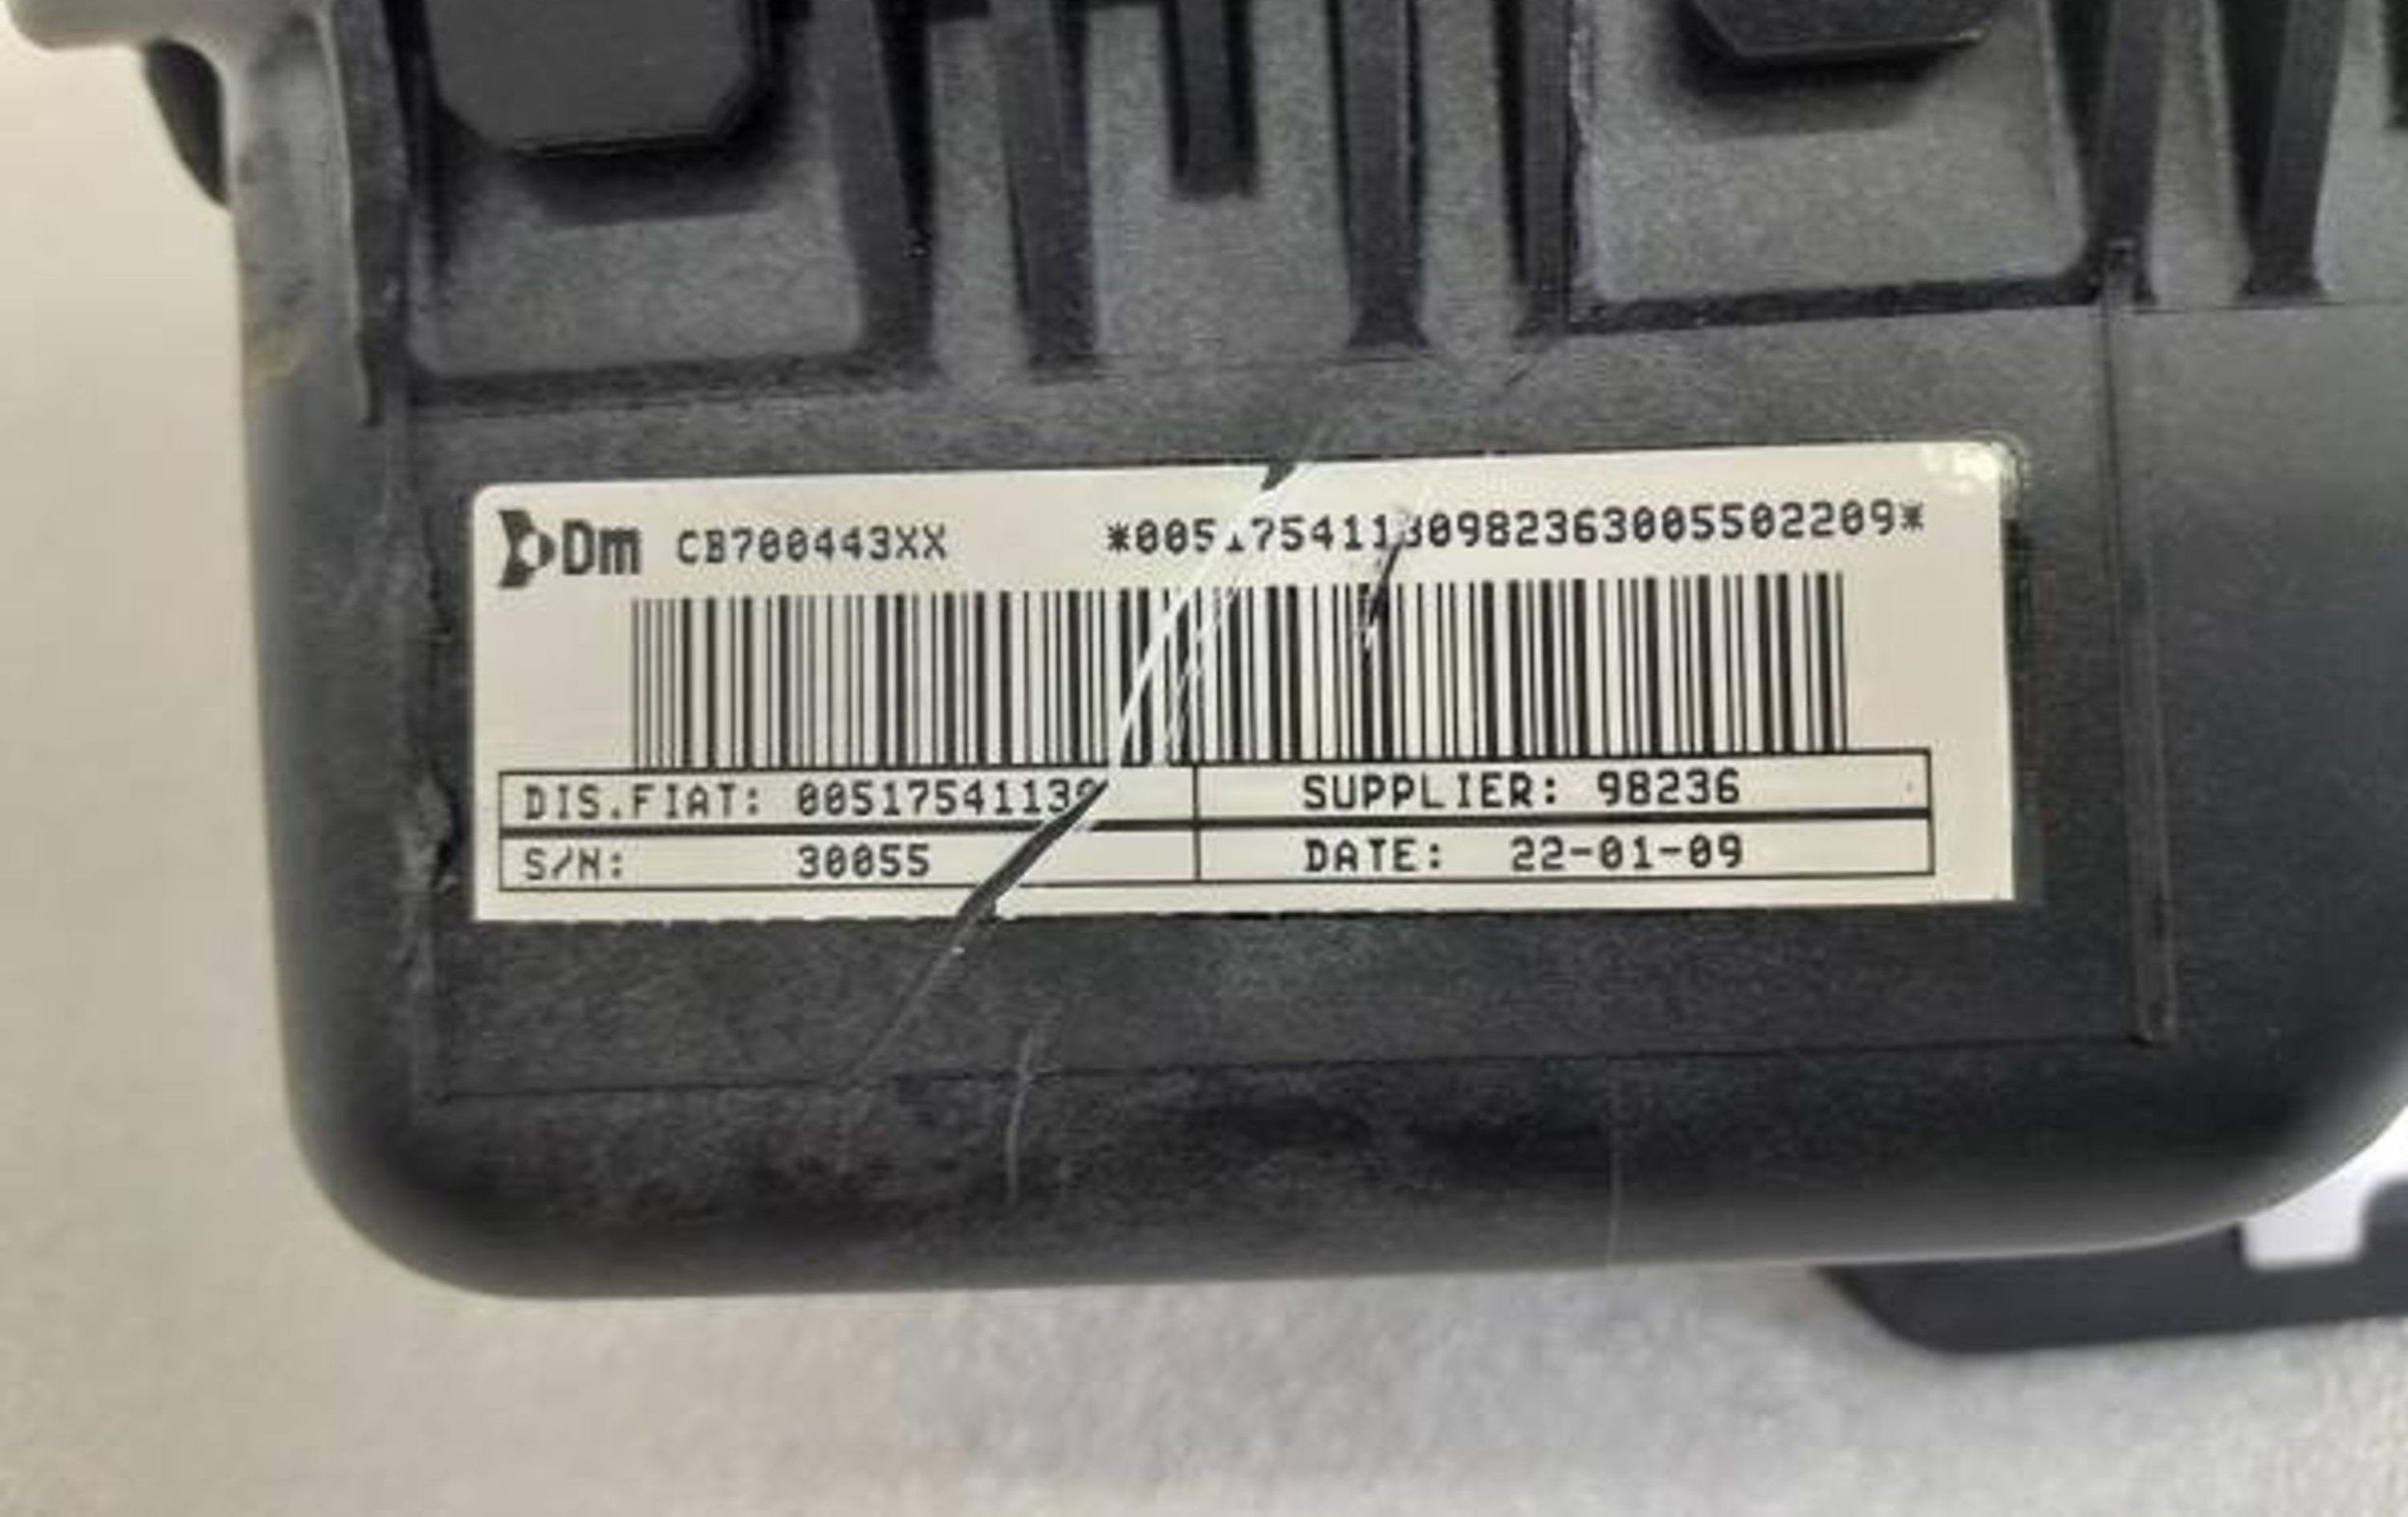 Dm CB700443XX *00517541130982363005502209*
DIS.FIAT: 00517541130 SUPPLIER: 98236
S/N: 30055 DATE: 22-01-09